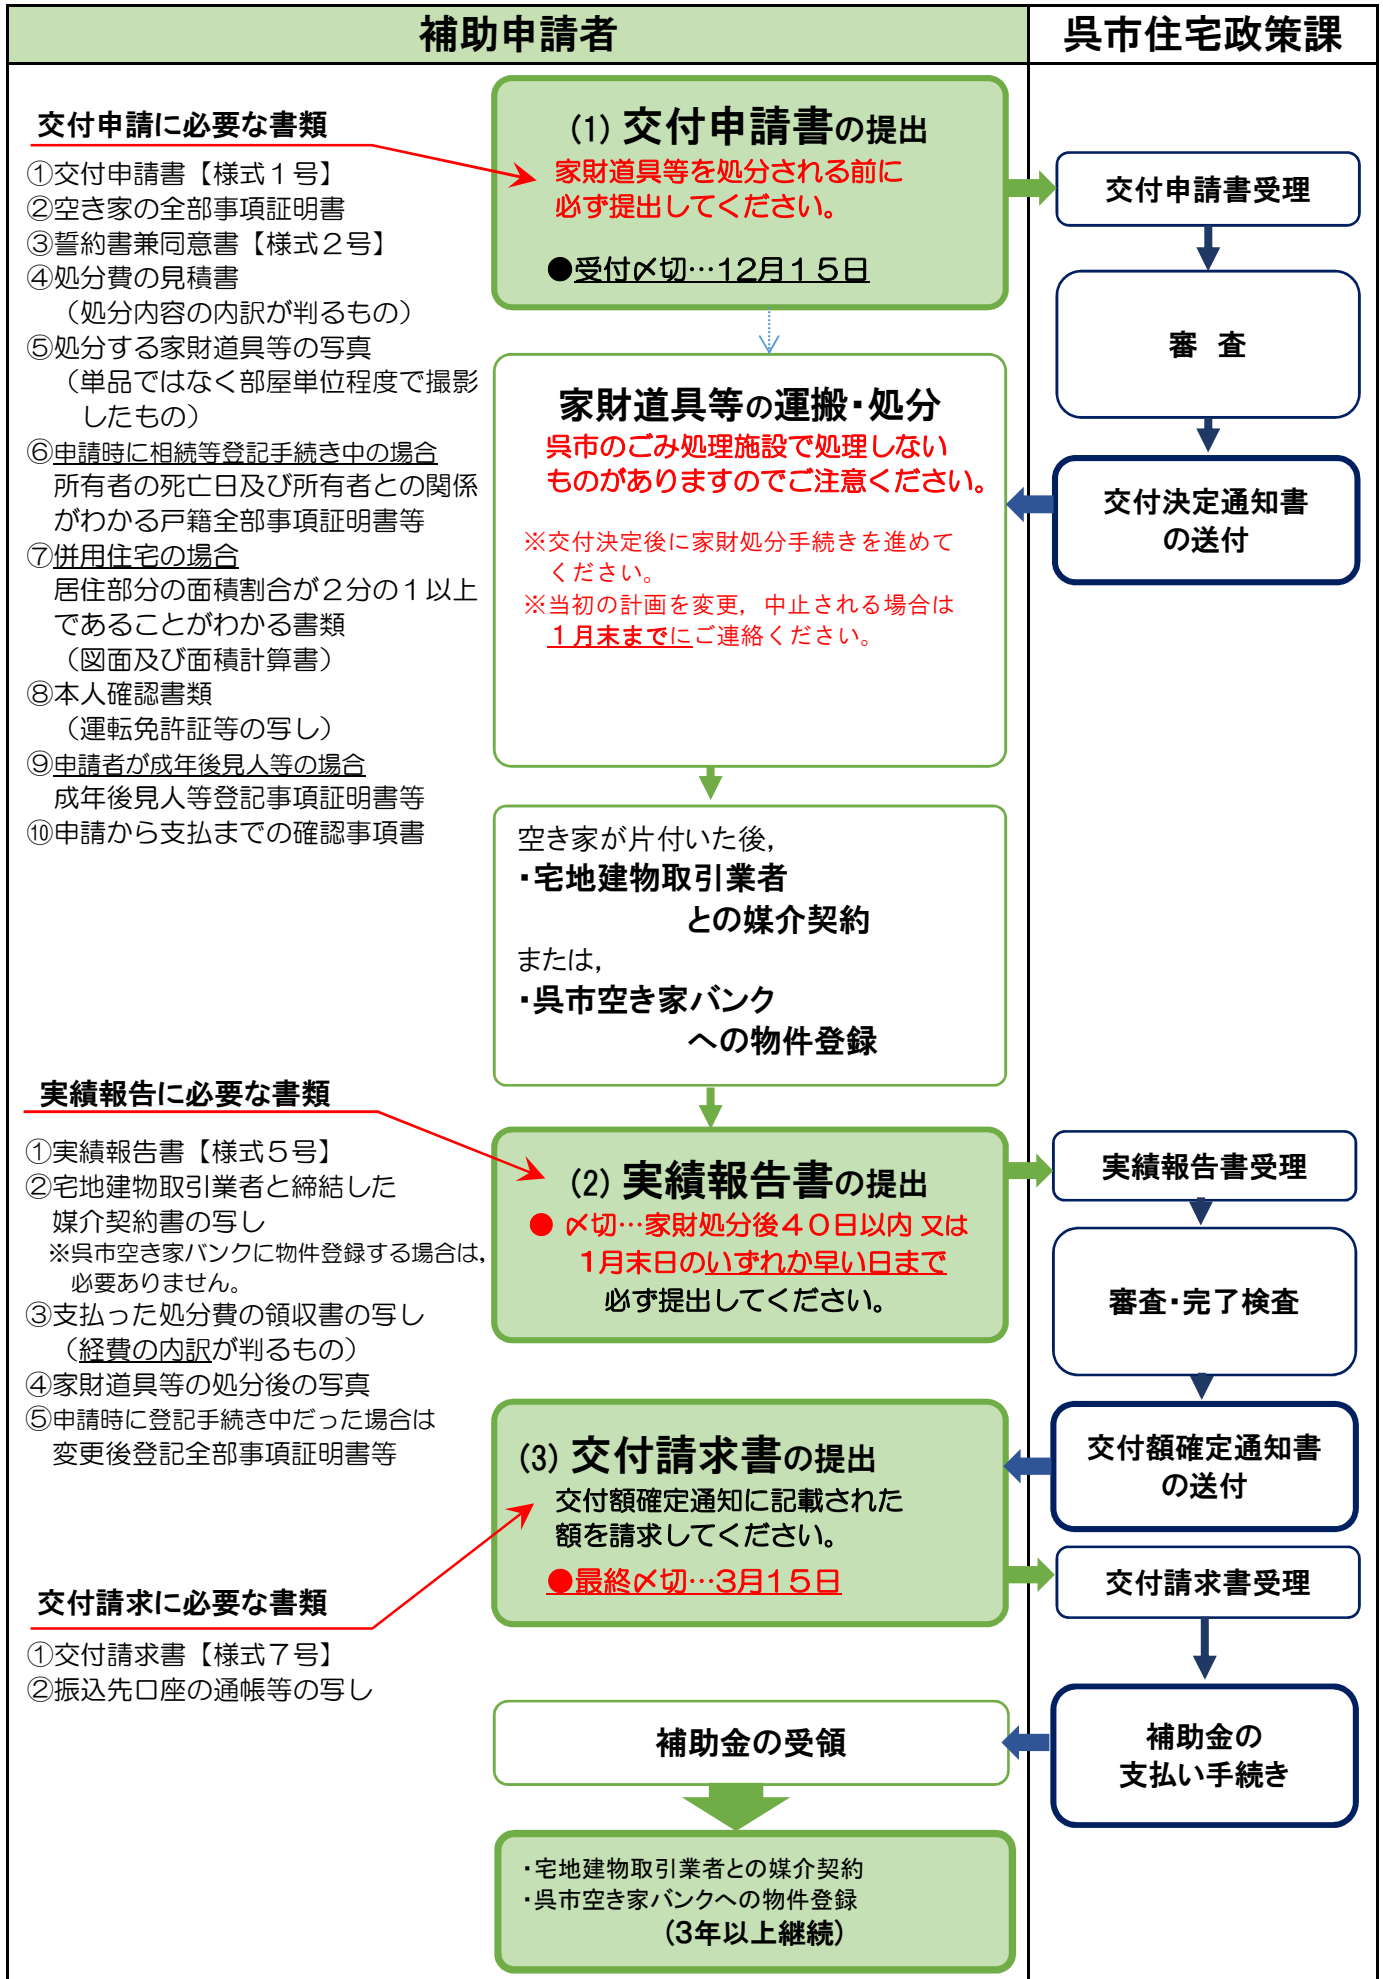 補助申請者
呉市住宅政策課
交付申請に必要な書類
①交付申請書【様式１号】
②空き家の全部事項証明書
③誓約書兼同意書【様式２号】
④処分費の見積書
（処分内容の内訳が判るもの）
⑤処分する家財道具等の写真
（単品ではなく部屋単位程度で撮影
したもの）
⑥申請時に相続等登記手続き中の場合
所有者の死亡日及び所有者との関係
がわかる戸籍全部事項証明書等
⑦併用住宅の場合
居住部分の面積割合が２分の１以上
であることがわかる書類
（図面及び面積計算書）
⑧本人確認書類
（運転免許証等の写し）
⑨申請者が成年後見人等の場合
成年後見人等登記事項証明書等
⑩申請から支払までの確認事項書
(1) 交付申請書の提出
家財道具等を処分される前に
必ず提出してください。
●受付〆切…12月１５日
交付申請書受理
審　査
家財道具等の運搬・処分
呉市のごみ処理施設で処理しない
ものがありますのでご注意ください。
※交付決定後に家財処分手続きを進めて
ください。
※当初の計画を変更，中止される場合は
１月末までにご連絡ください。
交付決定通知書
の送付
空き家が片付いた後，
・宅地建物取引業者
との媒介契約
または，
・呉市空き家バンク
への物件登録
実績報告に必要な書類
①実績報告書【様式５号】
②宅地建物取引業者と締結した
媒介契約書の写し
※呉市空き家バンクに物件登録する場合は，
必要ありません。
③支払った処分費の領収書の写し
（経費の内訳が判るもの）
④家財道具等の処分後の写真
⑤申請時に登記手続き中だった場合は
変更後登記全部事項証明書等
(2) 実績報告書の提出
● 〆切…家財処分後４０日以内 又は
1月末日のいずれか早い日まで
必ず提出してください。
実績報告書受理
審査・完了検査
(3) 交付請求書の提出
交付額確定通知に記載された
額を請求してください。
●最終〆切…3月１５日
交付額確定通知書
の送付
交付請求書受理
交付請求に必要な書類
①交付請求書【様式７号】
②振込先口座の通帳等の写し
補助金の受領
補助金の
支払い手続き
・宅地建物取引業者との媒介契約
・呉市空き家バンクへの物件登録
(3年以上継続)